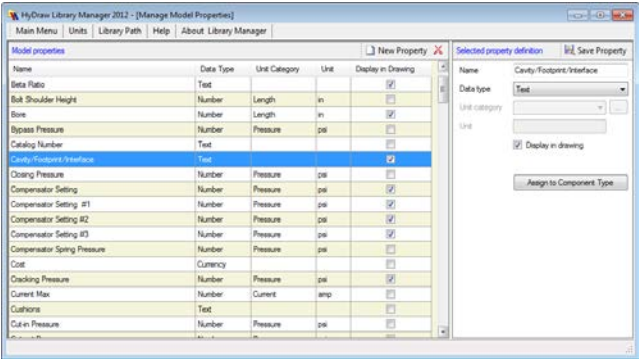 HyDraw Library Manager 2012 - [Manage Model Properties]
Main Menu Units Library Path Help About Library Manager
Model properties New Property Selected property definition Save Property
Name Data Type Unit Category Unit Display in Drawing Name Cavity/Footprint/Interface
Beta Ratio Text Data type Text
Bolt Shoulder Height Number Length in Unit category ...
Bore Number Length in Unit
Bypass Pressure Number Pressure psi Display in drawing
Catalog Number Text
Cavity/Footprint/Interface Text
Closing Pressure Number Pressure psi Assign to Component Type
Compensator Setting Number Pressure psi
Compensator Setting #1 Number Pressure psi
Compensator Setting #2 Number Pressure psi
Compensator Setting #3 Number Pressure psi
Compensator Spring Pressure Number Pressure psi
Cost Currency
Cracking Pressure Number Pressure psi
Current Max Number Current amp
Cushions Text
Cut-in Pressure Number Pressure psi